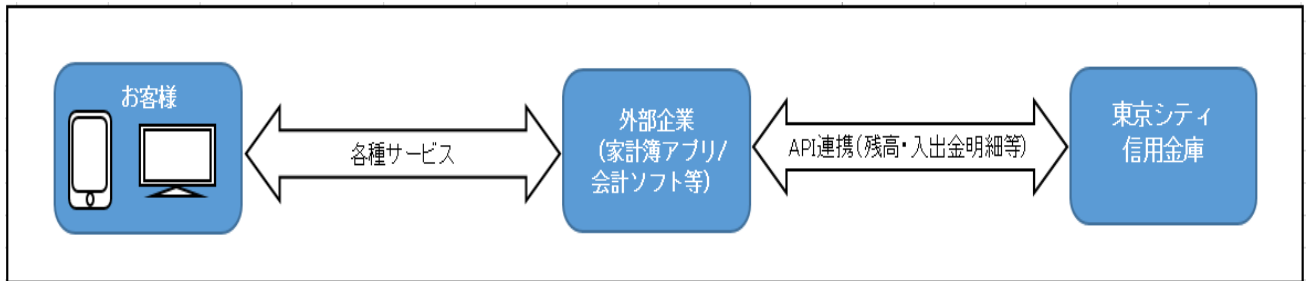 お客様
各種サービス
外部企業
(家計簿アプリ/
会計ソフト等)
API連携(残高・入出金明細等)
東京シティ
信用金庫